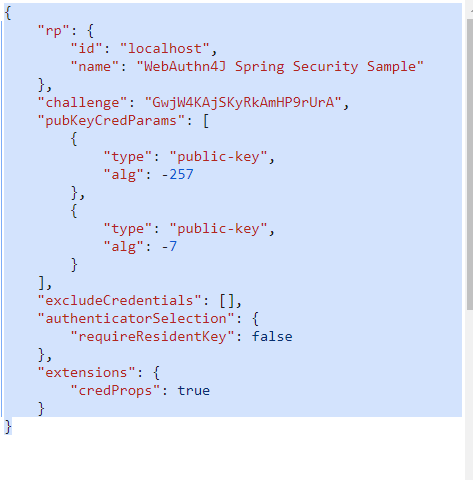 {
    "rp": {
        "id": "localhost",
        "name": "WebAuthn4J Spring Security Sample"
    },
    "challenge": "GwjW4KAjSKyRkAmHP9rUrA",
    "pubKeyCredParams": [
        {
            "type": "public-key",
            "alg": -257
        },
        {
            "type": "public-key",
            "alg": -7
        }
    ],
    "excludeCredentials": [],
    "authenticatorSelection": {
        "requireResidentKey": false
    },
    "extensions": {
        "credProps": true
    }
}